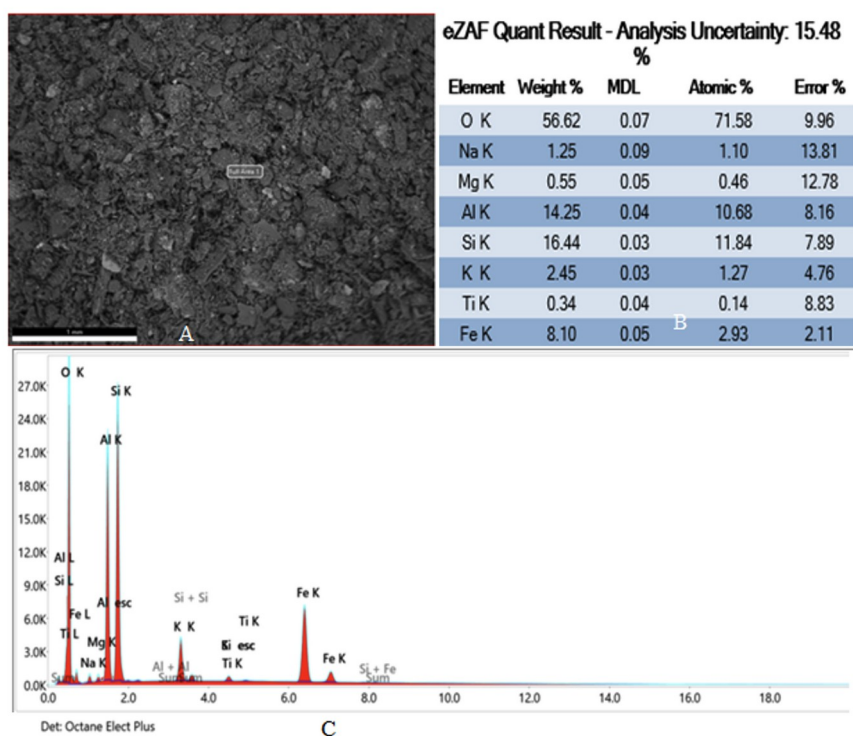 Full Area 1
1 mm
A
eZAF Quant Result - Analysis Uncertainty: 15.48
%
Element Weight % MDL Atomic % Error %
O K 56.62 0.07 71.58 9.96
Na K 1.25 0.09 1.10 13.81
Mg K 0.55 0.05 0.46 12.78
Al K 14.25 0.04 10.68 8.16
Si K 16.44 0.03 11.84 7.89
K K 2.45 0.03 1.27 4.76
Ti K 0.34 0.04 0.14 8.83
Fe K 8.10 0.05 2.93 2.11
B
27.0K
24.0K
21.0K
18.0K
15.0K
12.0K
9.0K
6.0K
3.0K
0.0K
O K
Si K
Al K
Al L
Si L
Al esc
Fe L
Ti L
Mg K
Na K
Sum
Si + Si
K K
Al + Al
Sum
Sum
Ti K
esc
Ti K
Fe K
Fe K
Si + Fe
Sum
0.0 2.0 4.0 6.0 8.0 10.0 12.0 14.0 16.0 18.0
Det: Octane Elect Plus
C